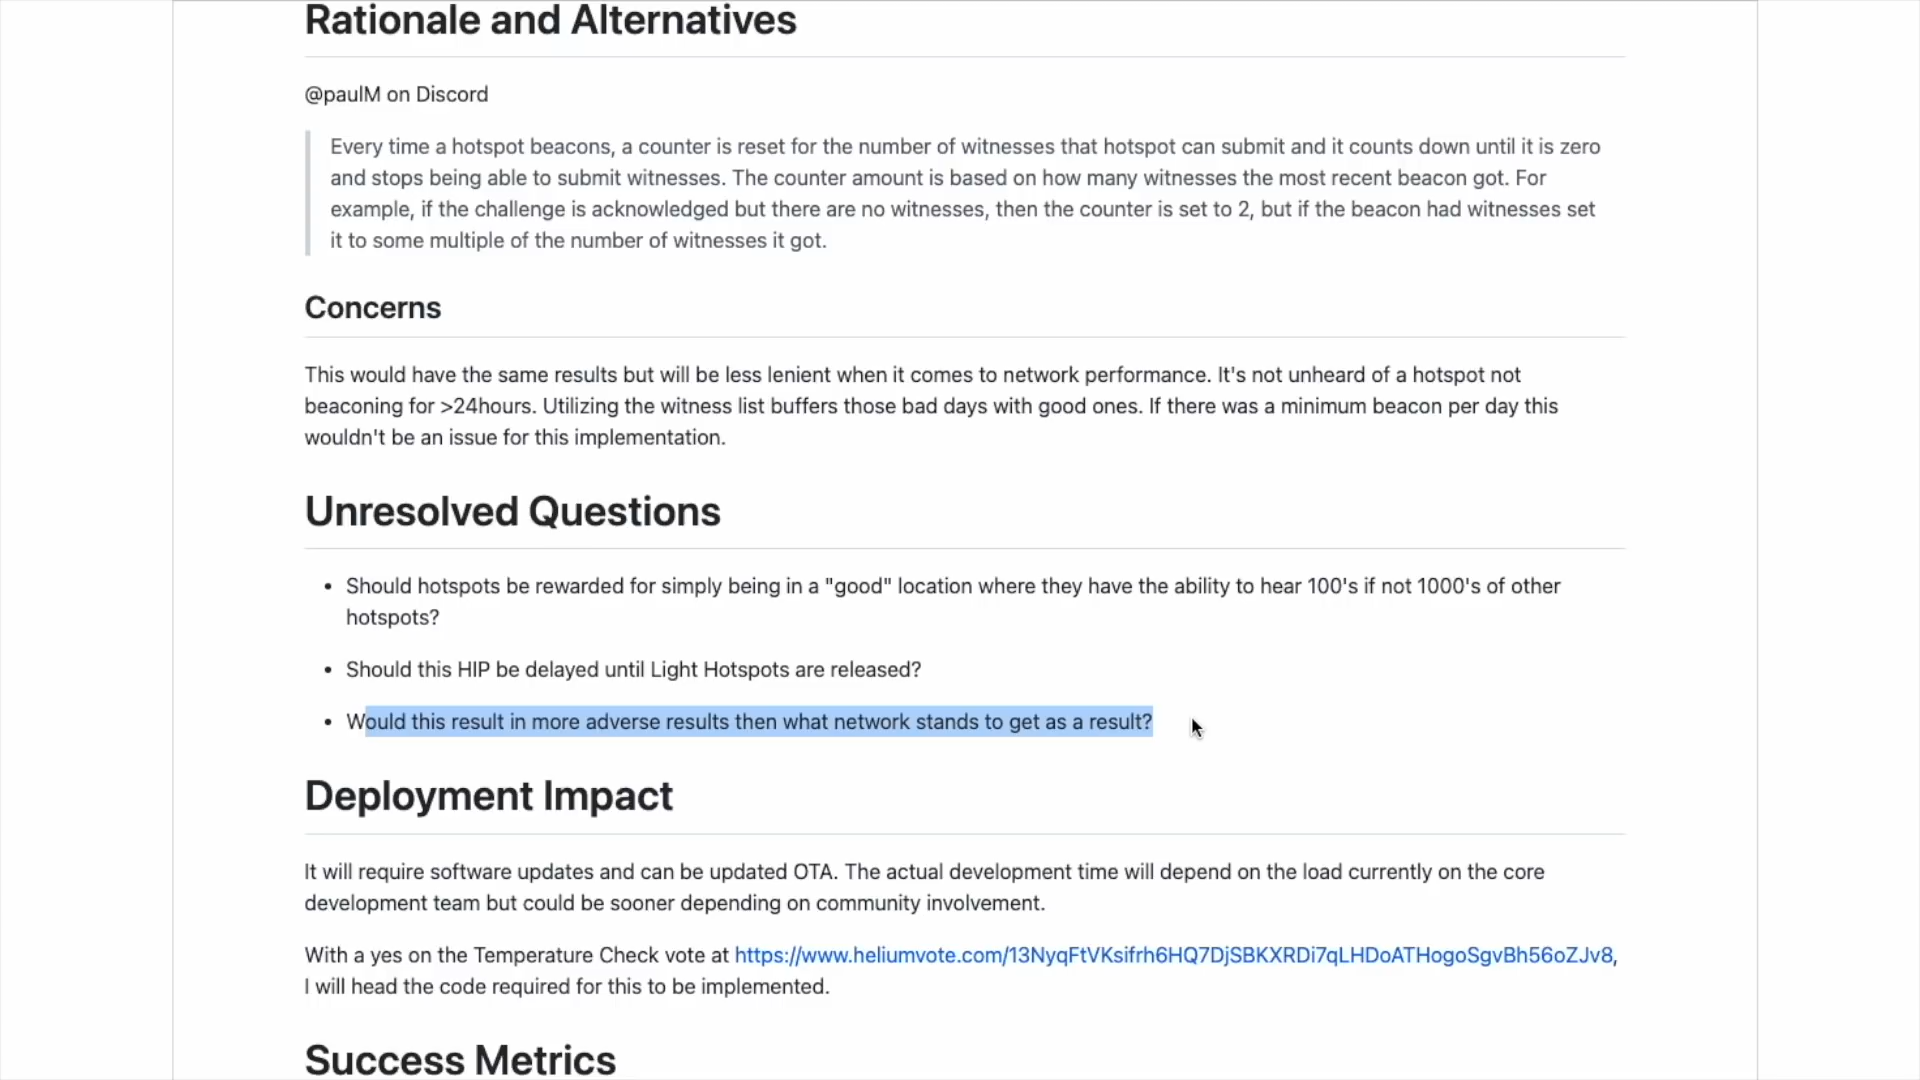 Rationale and Alternatives
@paulM on Discord
Every time a hotspot beacons, a counter is reset for the number of witnesses that hotspot can submit and it counts down until it is zero
and stops being able to submit witnesses. The counter amount is based on how many witnesses the most recent beacon got. For
example, if the challenge is acknowledged but there are no witnesses, then the counter is set to 2, but if the beacon had witnesses set
it to some multiple of the number of witnesses it got.
Concerns
This would have the same results but will be less lenient when it comes to network performance. It's not unheard of a hotspot not
beaconing for >24hours. Utilizing the witness list buffers those bad days with good ones. If there was a minimum beacon per day this
wouldn't be an issue for this implementation.
Unresolved Questions
• Should hotspots be rewarded for simply being in a "good" location where they have the ability to hear 100's if not 1000's of other
hotspots?
• Should this HIP be delayed until Light Hotspots are released?
• Would this result in more adverse results then what network stands to get as a result?
Deployment Impact
It will require software updates and can be updated OTA. The actual development time will depend on the load currently on the core
development team but could be sooner depending on community involvement.
With a yes on the Temperature Check vote at https://www.heliumvote.com/13NyqFtVKsifrh6HQ7DjSBKXRDi7qLHDoATHogoSgvBh56oZJv8,
I will head the code required for this to be implemented.
Success Metrics